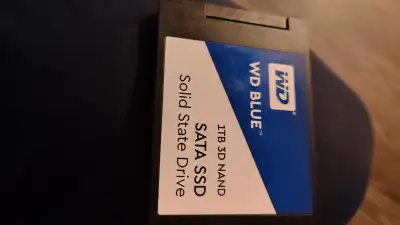 WD
WD BLUE™
1TB 3D NAND
SATA SSD
Solid State Drive